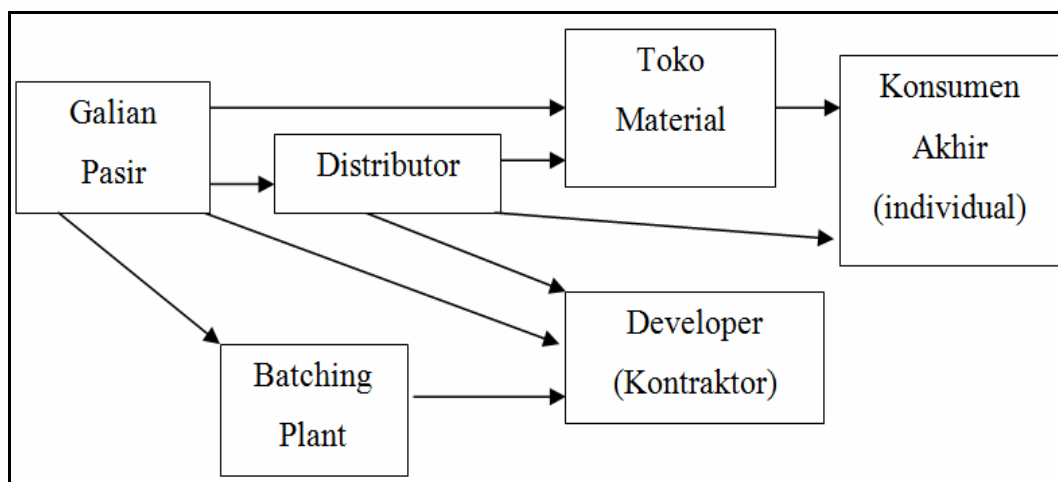 Galian
Pasir
Distributor
Toko
Material
Konsumen
Akhir
(individual)
Developer
(Kontraktor)
Batching
Plant